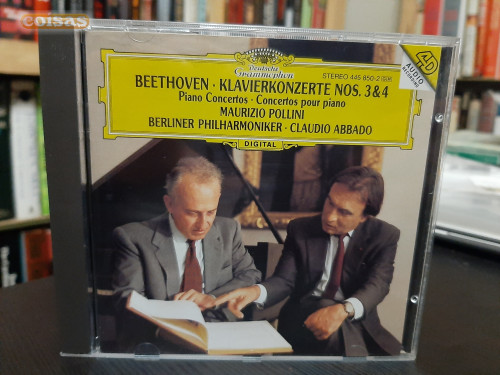 coisas
Deutsche
Grammophon
STEREO 445 850-2
4D
AUDIO
RECORDING
BEETHOVEN · KLAVIERKONZERTE NOS. 3&4
Piano Concertos · Concertos pour piano
MAURIZIO POLLINI
BERLINER PHILHARMONIKER · CLAUDIO ABBADO
DIGITAL